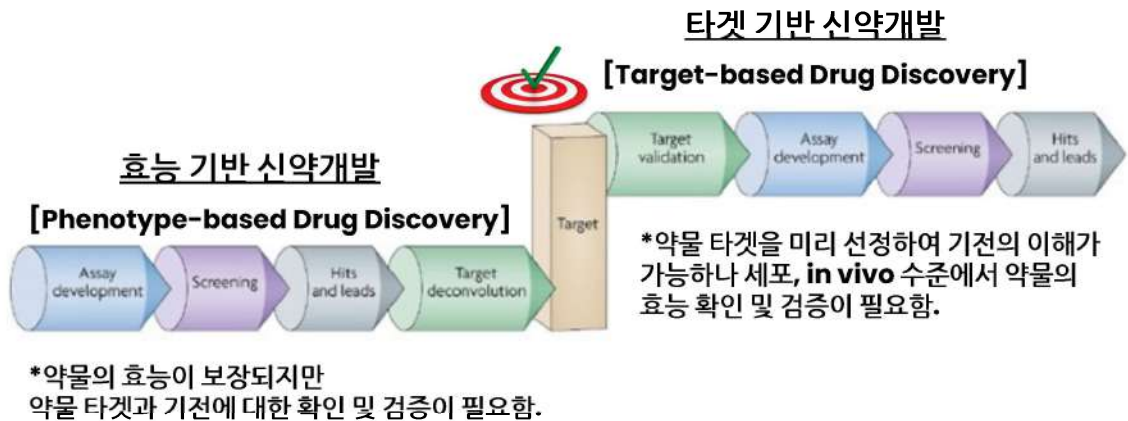 타겟 기반 신약개발
[Target-based Drug Discovery]
Target
validation
Assay
development
Screening
Hits
and leads
*약물 타겟을 미리 선정하여 기전의 이해가
가능하나 세포, in vivo 수준에서 약물의
효능 확인 및 검증이 필요함.
효능 기반 신약개발
[Phenotype-based Drug Discovery]
Assay
development
Screening
Hits
and leads
Target
deconvolution
Target
*약물의 효능이 보장되지만
약물 타겟과 기전에 대한 확인 및 검증이 필요함.